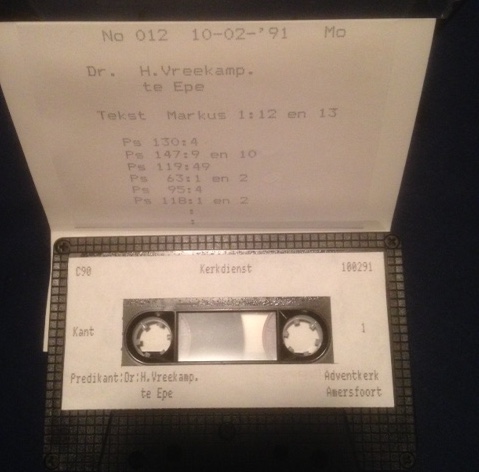 No 012 10-02-'91 Mo
Dr. H.Vreekamp.
te Epe
Tekst Markus 1:12 en 13
Ps 130:4
Ps 147:9 en 10
Ps 119:49
Ps 63:1 en 2
Ps 95:4
Ps 118:1 en 2
:
:
C90 Kerkdienst 100291
Kant 1
Predikant:Dr:H.Vreekamp. Adventkerk
te Epe Amersfoort